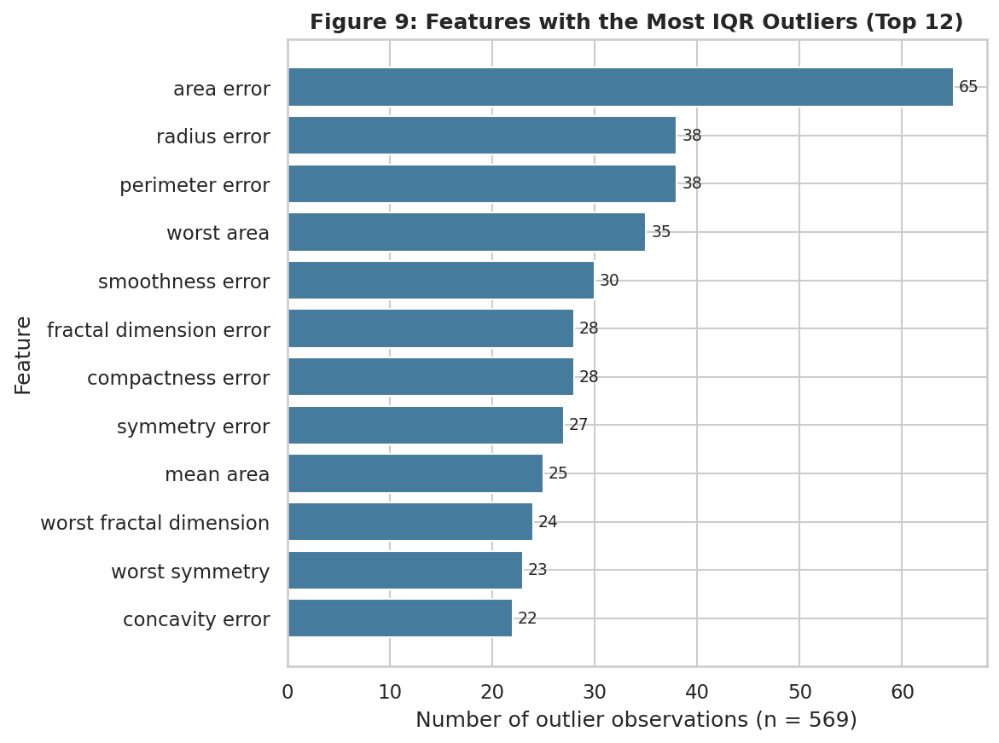 Figure 9: Features with the Most IQR Outliers (Top 12)
Feature
area error 65
radius error 38
perimeter error 38
worst area 35
smoothness error 30
fractal dimension error 28
compactness error 28
symmetry error 27
mean area 25
worst fractal dimension 24
worst symmetry 23
concavity error 22
0 10 20 30 40 50 60
Number of outlier observations (n = 569)